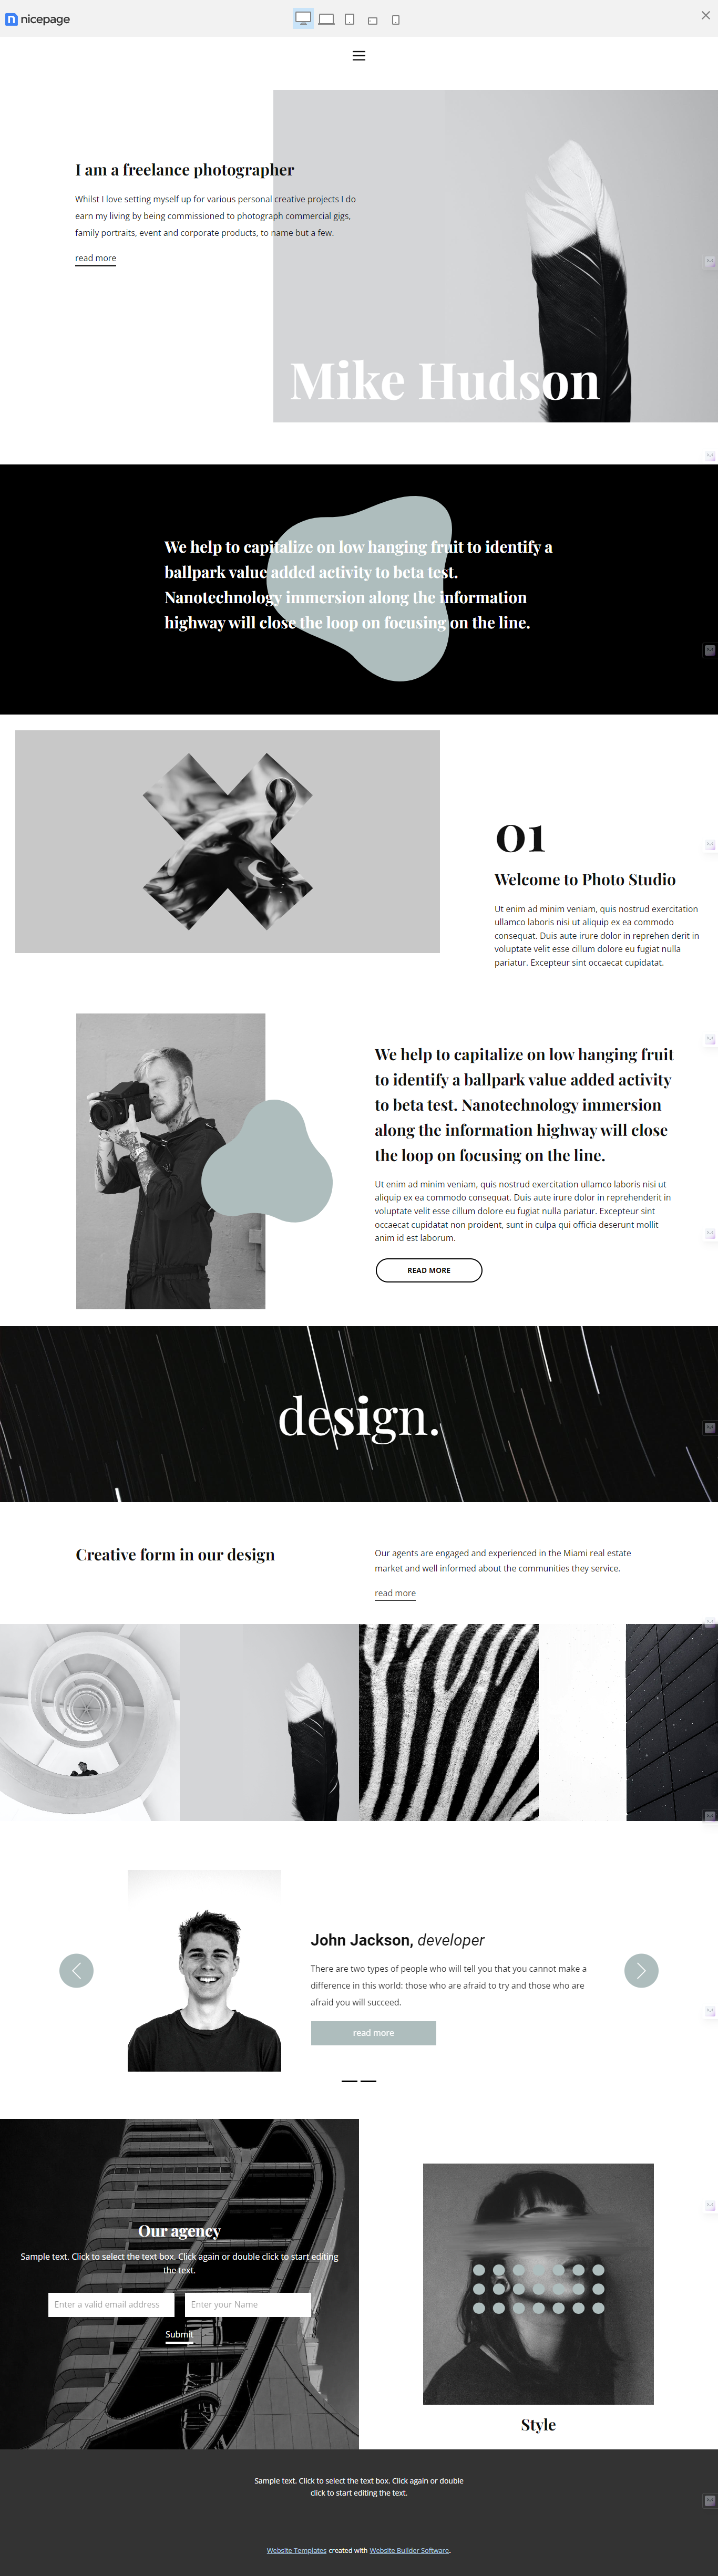 nicepage
I am a freelance photographer
Whilst I love setting myself up for various personal creative projects I do
earn my living by being commissioned to photograph commercial gigs,
family portraits, event and corporate products, to name but a few.
read more
Mike Hudson
We help to capitalize on low hanging fruit to identify a
ballpark value added activity to beta test.
Nanotechnology immersion along the information
highway will close the loop on focusing on the line.
01
Welcome to Photo Studio
Ut enim ad minim veniam, quis nostrud exercitation
ullamco laboris nisi ut aliquip ex ea commodo
consequat. Duis aute irure dolor in reprehen derit in
voluptate velit esse cillum dolore eu fugiat nulla
pariatur. Excepteur sint occaecat cupidatat.
We help to capitalize on low hanging fruit
to identify a ballpark value added activity
to beta test. Nanotechnology immersion
along the information highway will close
the loop on focusing on the line.
Ut enim ad minim veniam, quis nostrud exercitation ullamco laboris nisi ut
aliquip ex ea commodo consequat. Duis aute irure dolor in reprehenderit in
voluptate velit esse cillum dolore eu fugiat nulla pariatur. Excepteur sint
occaecat cupidatat non proident, sunt in culpa qui officia deserunt mollit
anim id est laborum.
READ MORE
design.
Creative form in our design
Our agents are engaged and experienced in the Miami real estate
market and well informed about the communities they service.
read more
John Jackson, developer
There are two types of people who will tell you that you cannot make a
difference in this world: those who are afraid to try and those who are
afraid you will succeed.
read more
Our agency
Sample text. Click to select the text box. Click again or double click to start editing
the text.
Enter a valid email address
Enter your Name
Submit
Style
Sample text. Click to select the text box. Click again or double
click to start editing the text.
Website Templates created with Website Builder Software.